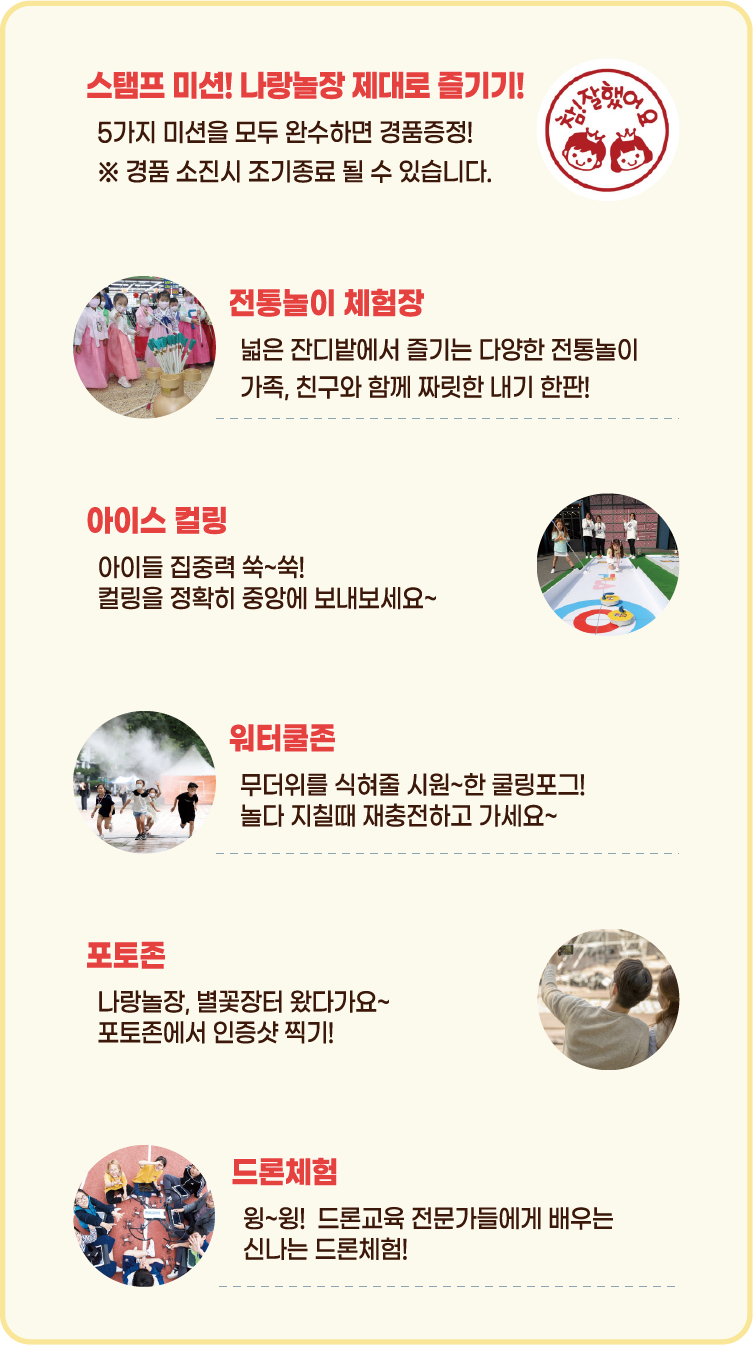 스탬프 미션! 나랑놀장 제대로 즐기기!
5가지 미션을 모두 완수하면 경품증정!
※ 경품 소진시 조기종료 될 수 있습니다.
참!잘했어요
전통놀이 체험장
넓은 잔디밭에서 즐기는 다양한 전통놀이
가족, 친구와 함께 짜릿한 내기 한판!
아이스 컬링
아이들 집중력 쑥~쑥!
컬링을 정확히 중앙에 보내보세요~
워터쿨존
무더위를 식혀줄 시원~한 쿨링포그!
놀다 지칠때 재충전하고 가세요~
포토존
나랑놀장, 별꽃장터 왔다가요~
포토존에서 인증샷 찍기!
드론체험
윙~윙! 드론교육 전문가들에게 배우는
신나는 드론체험!